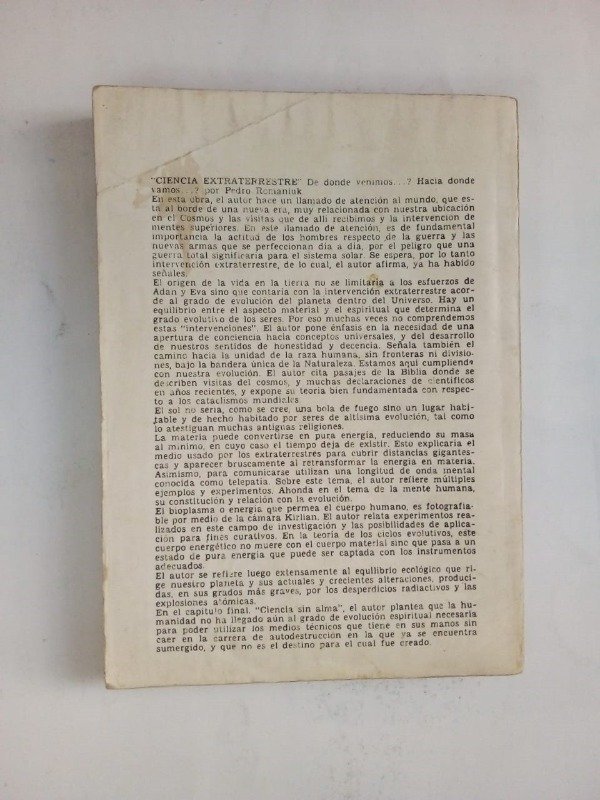 "CIENCIA EXTRATERRESTRE" De donde venimos...? Hacia donde
vamos...? por Pedro Romaniuk
En esta obra, el autor hace un llamado de atención al mundo, que es-
tá al borde de una nueva era, muy relacionada con nuestra ubicación
en el Cosmos y las visitas que de allí recibimos y la intervención de
mentes superiores. En este llamado de atención, es de fundamental
importancia la actitud de los hombres respecto de la guerra y las
nuevas armas que se perfeccionan día a día, por el peligro que una
guerra total significaría para el sistema solar. Se espera, por lo tanto
intervención extraterrestre, de lo cual, el autor afirma, ya ha habido
señales.
El origen de la vida en la tierra no se limitaría a los esfuerzos de
Adán y Eva sino que contaría con la intervención extraterrestre acor-
de al grado de evolución del planeta dentro del Universo. Hay un
equilibrio entre el aspecto material y el espiritual que determina el
grado evolutivo de los seres. Por eso muchas veces no comprendemos
estas "intervenciones". El autor pone énfasis en la necesidad de una
apertura de conciencia hacia conceptos universales, y del desarrollo
de nuestros sentidos de honestidad y decencia. Señala también el
camino hacia la unidad de la raza humana, sin fronteras ni divisio-
nes, bajo la bandera única de la Naturaleza. Estamos aquí cumpliendo
con nuestra evolución. El autor cita pasajes de la Biblia donde se
describen visitas del cosmos, y muchas declaraciones de científicos
en años recientes, y expone su teoría bien fundamentada con respec-
to a los cataclismos mundiales.
El sol no sería, como se cree, una bola de fuego sino un lugar habi-
table y de hecho habitado por seres de altísima evolución, tal como
lo atestiguan muchas antiguas religiones.
La materia puede convertirse en pura energía, reduciendo su masa
al mínimo, en cuyo caso el tiempo deja de existir. Esto explicaría el
medio usado por los extraterrestres para cubrir distancias gigantes-
cas y aparecer bruscamente al retransformar la energía en materia.
Asimismo, para comunicarse utilizan una longitud de onda mental
conocida como telepatía. Sobre este tema, el autor refiere múltiples
ejemplos y experimentos. Ahonda en el tema de la mente humana,
su constitución y relación con la evolución.
El bioplasma o energía que permea el cuerpo humano, es fotografia-
ble por medio de la cámara Kirlian. El autor relata experimentos rea-
lizados en este campo de investigación y las posibilidades de aplica-
ción para fines curativos. En la teoría de los ciclos evolutivos, este
cuerpo energético no muere con el cuerpo material sino que pasa a un
estado de pura energía que puede ser captada con los instrumentos
adecuados.
El autor se refiere luego extensamente al equilibrio ecológico que ri-
ge nuestro planeta y sus actuales y crecientes alteraciones, produci-
das, en sus grados más graves, por los desperdicios radiactivos y las
explosiones atómicas.
En el capítulo final, "Ciencia sin alma", el autor plantea que la hu-
manidad no ha llegado aún al grado de evolución espiritual necesaria
para poder utilizar los medios técnicos que tiene en sus manos sin
caer en la carrera de autodestrucción en la que ya se encuentra
sumergido, y que no es el destino para el cual fue creado.